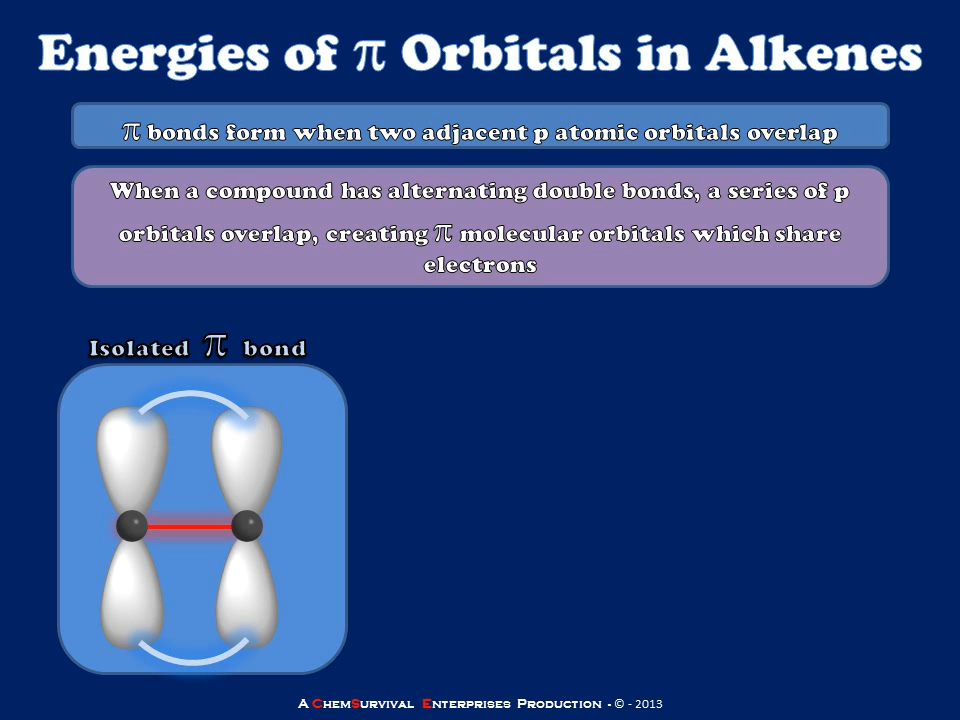 Energies of π Orbitals in Alkenes
π bonds form when two adjacent p atomic orbitals overlap
When a compound has alternating double bonds, a series of p
orbitals overlap, creating π molecular orbitals which share
electrons
Isolated π bond
A ChemSurvival Enterprises Production - © - 2013